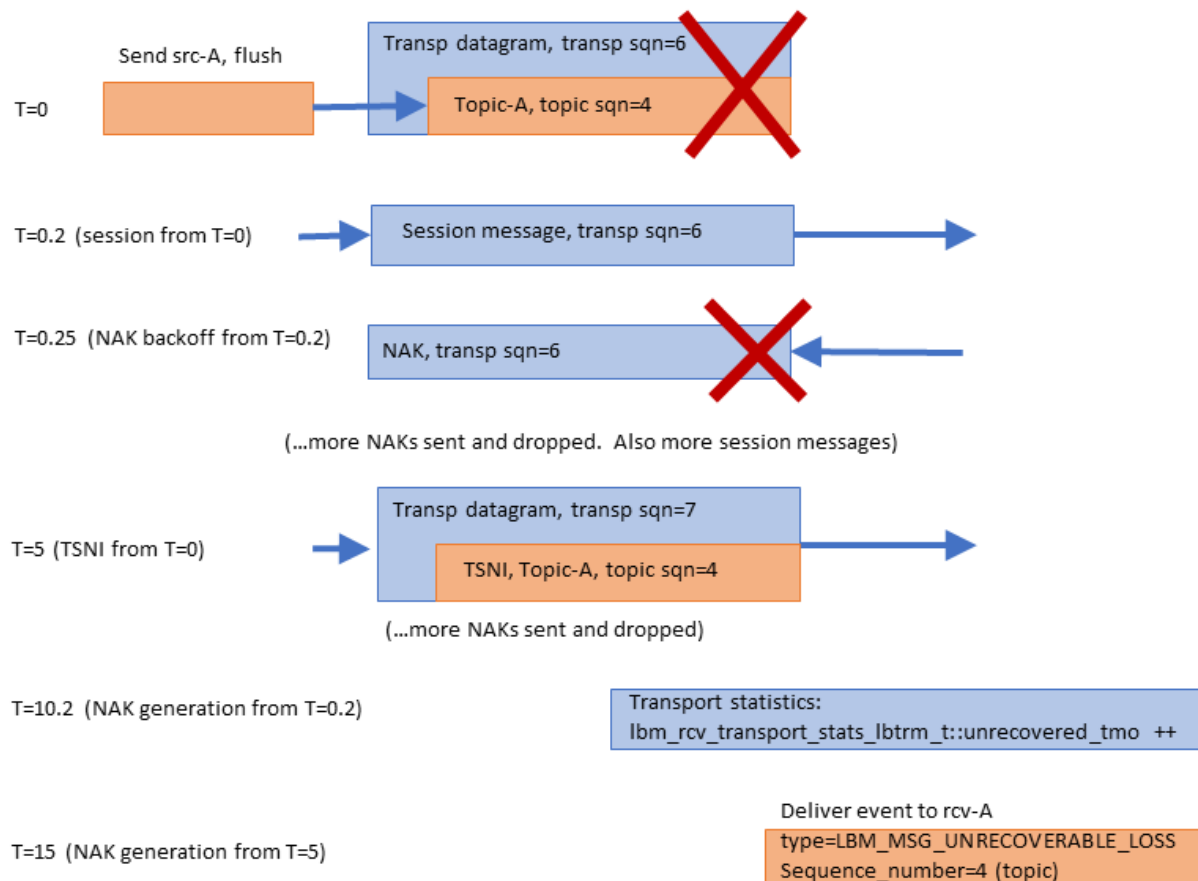 Send src-A, flush
Transp datagram, transp sqn=6
T=0
Topic-A, topic sqn=4
T=0.2 (session from T=0)
Session message, transp sqn=6
T=0.25 (NAK backoff from T=0.2)
NAK, transp sqn=6
(...more NAKs sent and dropped. Also more session messages)
Transp datagram, transp sqn=7
T=5 (TSNI from T=0)
TSNI, Topic-A, topic sqn=4
(...more NAKs sent and dropped)
T=10.2 (NAK generation from T=0.2)
Transport statistics:
lbm_rcv_transport_stats_lbtrm_t::unrecovered_tmo ++
Deliver event to rcv-A
T=15 (NAK generation from T=5)
type=LBM_MSG_UNRECOVERABLE_LOSS
Sequence_number=4 (topic)